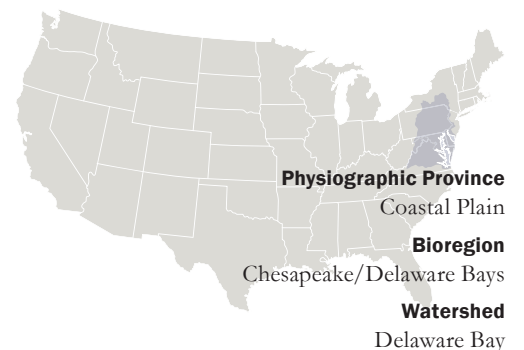 Physiographic Province
Coastal Plain
Bioregion
Chesapeake/Delaware Bays
Watershed
Delaware Bay